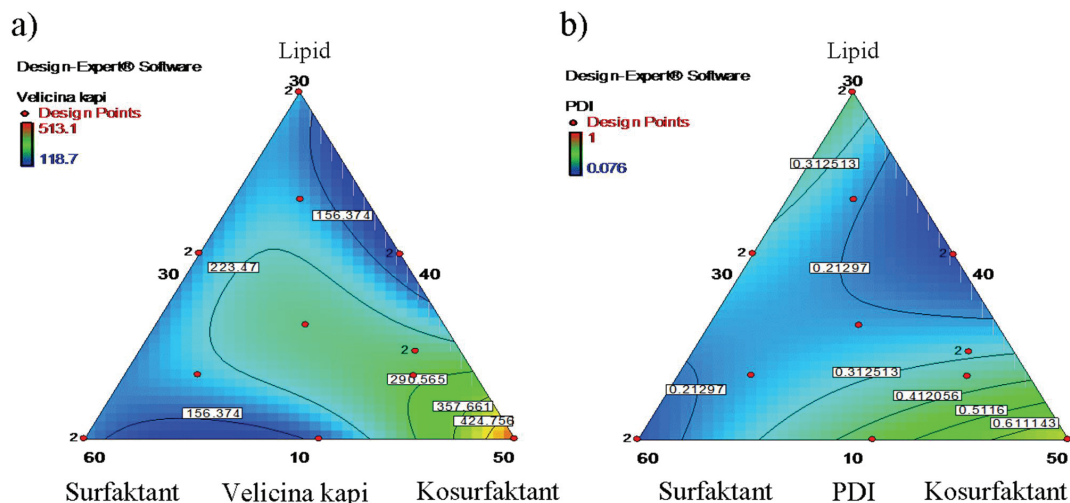 a)
Lipid
Design-Expert® Software
Velicina kapi
Design Points
513.1
118.7
30
2
156.374
2
30
223.47
40
2
290.565
357.661
424.756
156.374
2
60
10
50
Surfaktant
Velicina kapi
Kosurfaktant
b)
Lipid
Design-Expert® Software
PDI
Design Points
1
0.076
30
2
0.312513
2
2
30
0.21297
40
2
0.312513
0.21297
0.412056
0.5116
0.611143
2
60
10
50
Surfaktant
PDI
Kosurfaktant